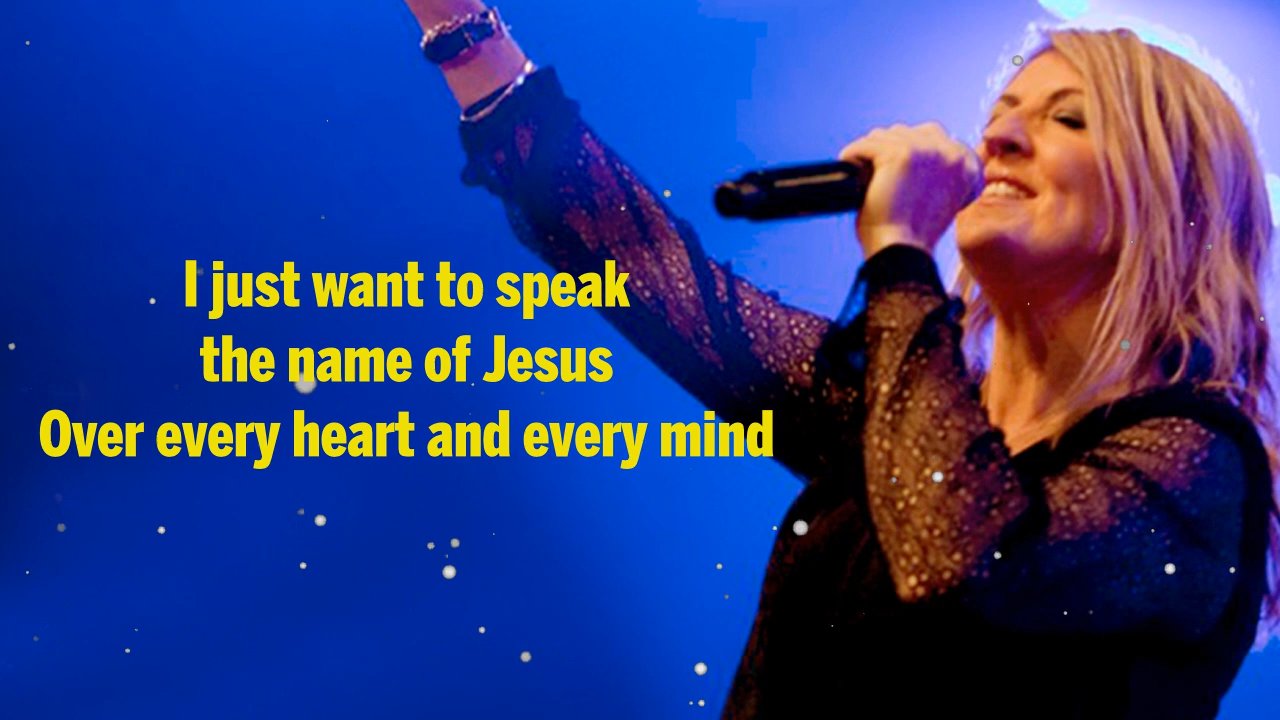 I just want to speak
the name of Jesus
Over every heart and every mind